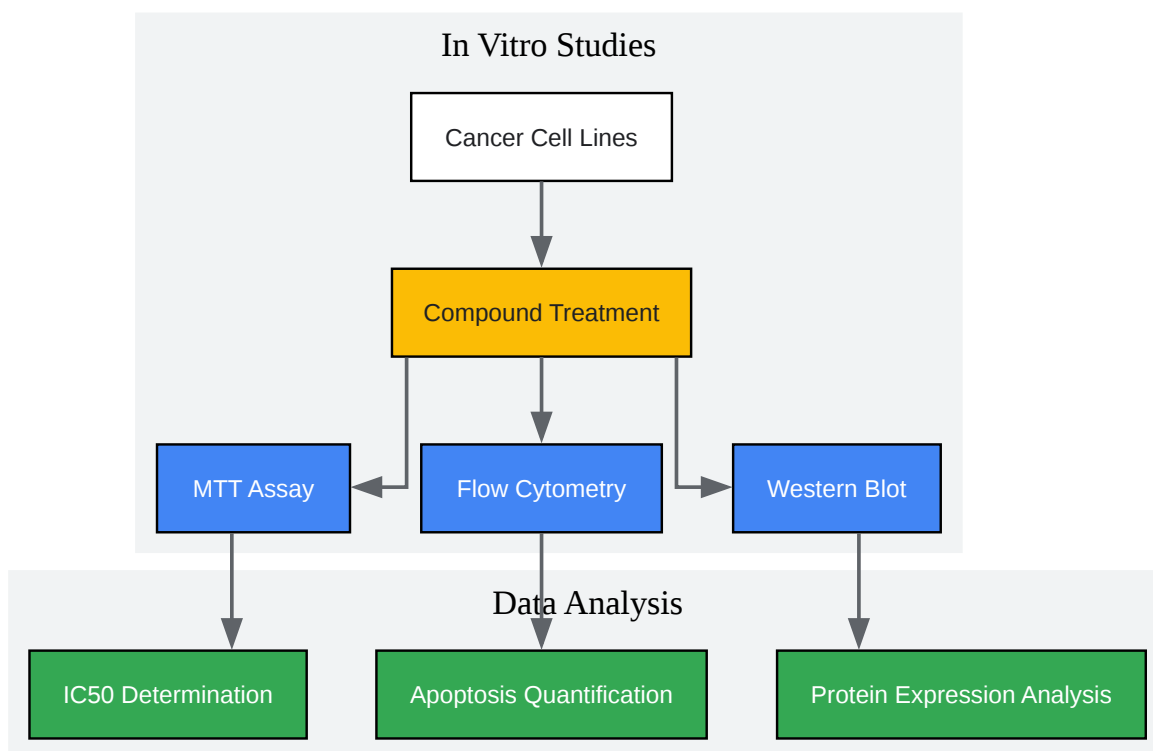 In Vitro Studies
Cancer Cell Lines
Compound Treatment
MTT Assay
Flow Cytometry
Western Blot
Data Analysis
IC50 Determination
Apoptosis Quantification
Protein Expression Analysis